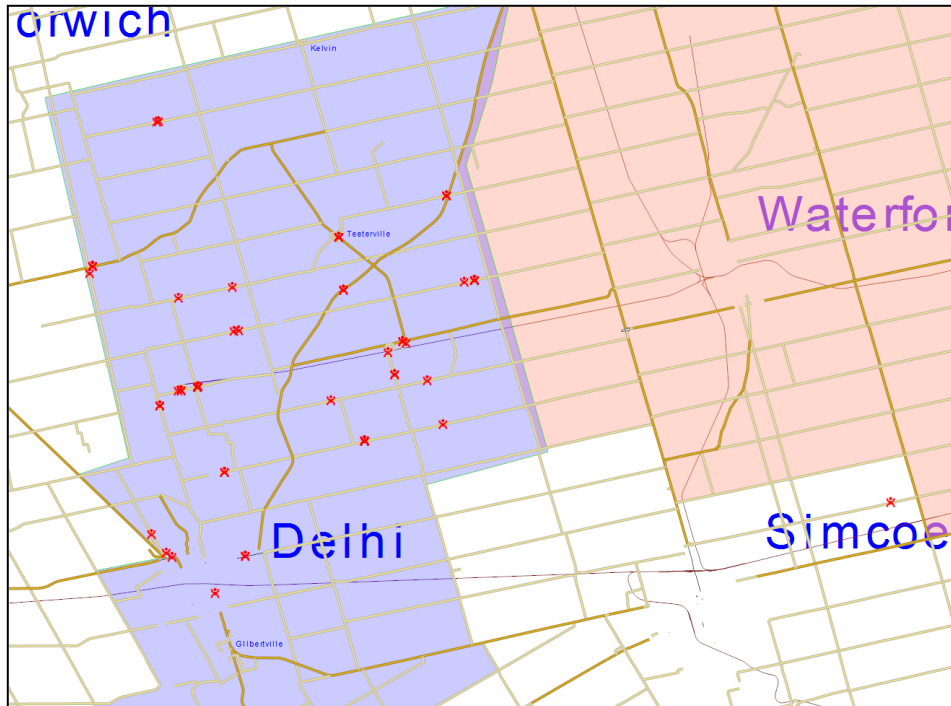 orwich
Kelvin
Waterfor
Teeterville
Delhi
Simcoe
Gilbertville